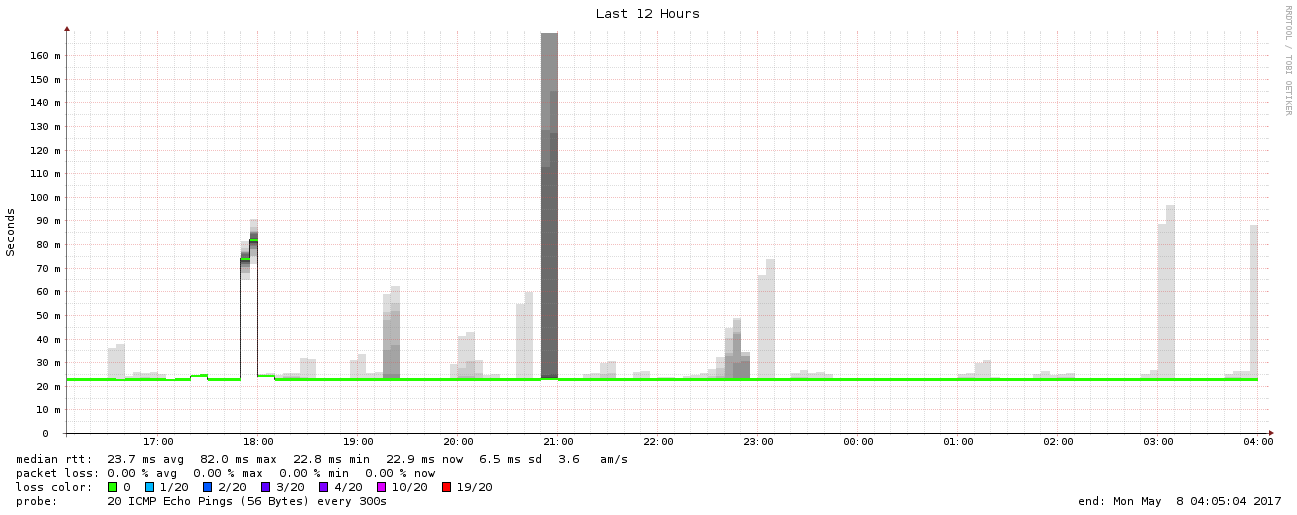 Last 12 Hours
RRDTOOL / TOBI OETIKER
Seconds
160 m
150 m
140 m
130 m
120 m
110 m
100 m
90 m
80 m
70 m
60 m
50 m
40 m
30 m
20 m
10 m
0
17:00 18:00 19:00 20:00 21:00 22:00 23:00 00:00 01:00 02:00 03:00 04:00
median rtt: 23.7 ms avg 82.0 ms max 22.8 ms min 22.9 ms now 6.5 ms sd 3.6 am/s
packet loss: 0.00 % avg 0.00 % max 0.00 % min 0.00 % now
loss color: 0 1/20 2/20 3/20 4/20 10/20 19/20
probe: 20 ICMP Echo Pings (56 Bytes) every 300s end: Mon May 8 04:05:04 2017